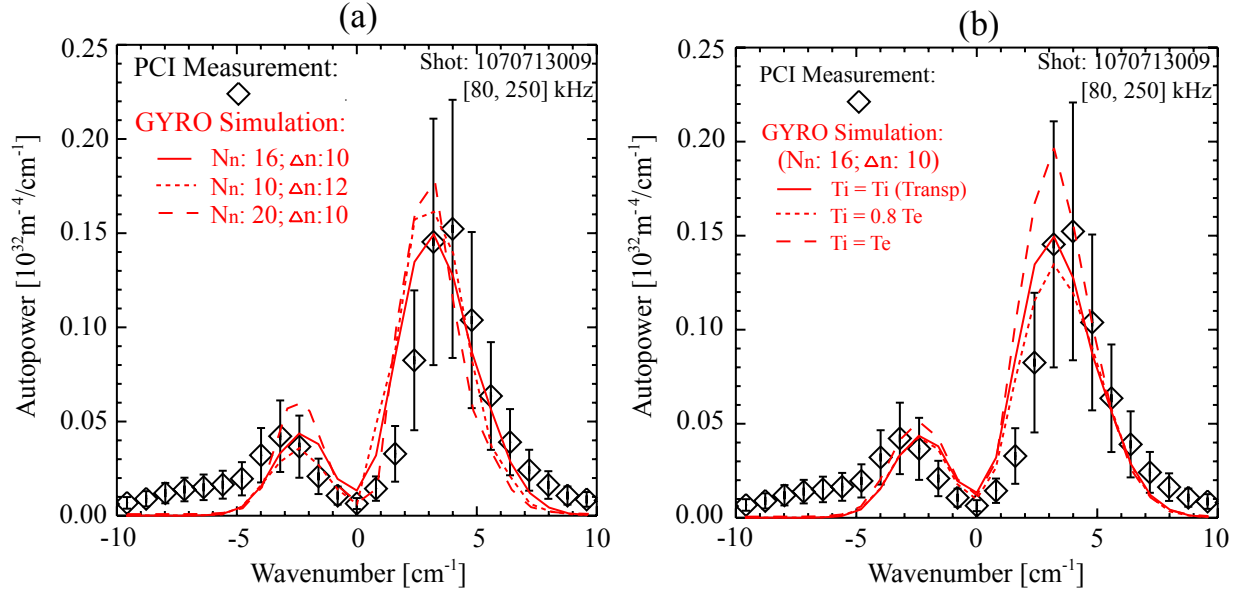 (a)
0.25
0.20
0.15
0.10
0.05
0.00
Autopower [10³²m⁻⁴/cm⁻¹]
PCI Measurement:
Shot: 1070713009
[80, 250] kHz
GYRO Simulation:
Nn: 16; Δn:10
Nn: 10; Δn:12
Nn: 20; Δn:10
-10 -5 0 5 10
Wavenumber [cm⁻¹]
(b)
0.25
0.20
0.15
0.10
0.05
0.00
Autopower [10³²m⁻⁴/cm⁻¹]
PCI Measurement:
Shot: 1070713009
[80, 250] kHz
GYRO Simulation:
(Nn: 16; Δn: 10)
Ti = Ti (Transp)
Ti = 0.8 Te
Ti = Te
-10 -5 0 5 10
Wavenumber [cm⁻¹]